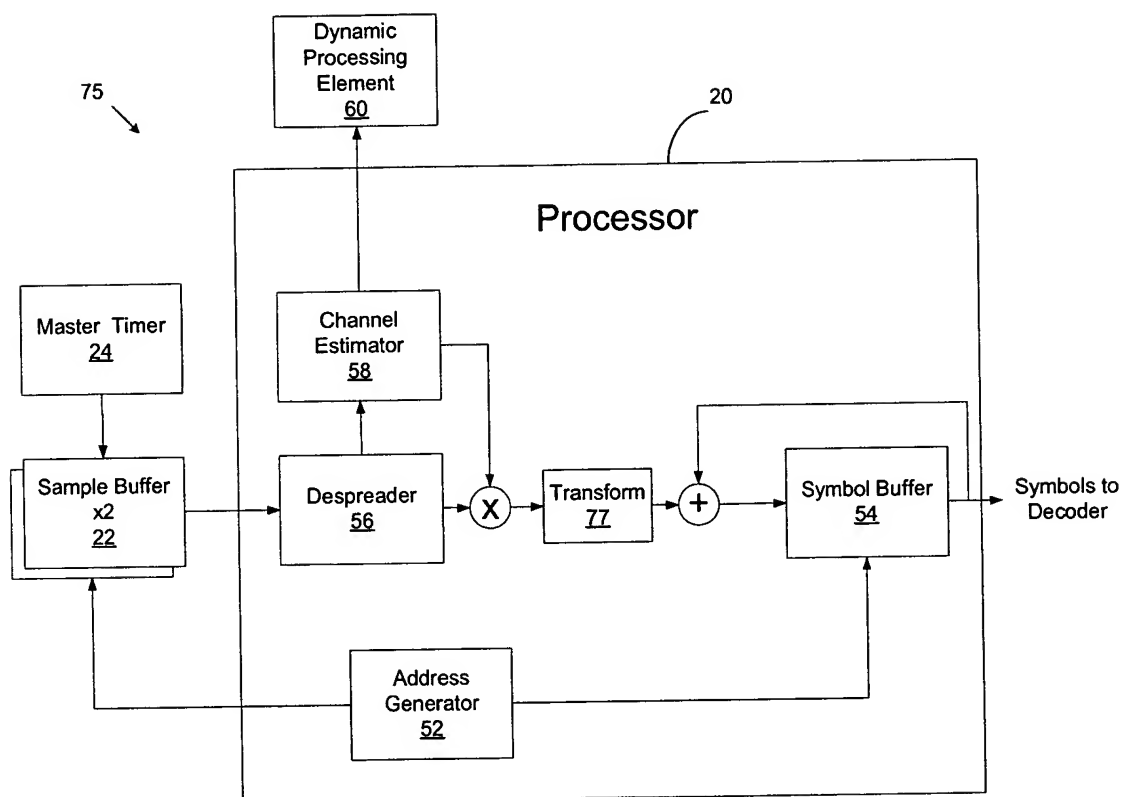 Dynamic
Processing
Element
60
75
20
Processor
Master Timer
24
Channel
Estimator
58
Sample Buffer
x2
22
Despreader
56
X
Transform
77
+
Symbol Buffer
54
Symbols to
Decoder
Address
Generator
52